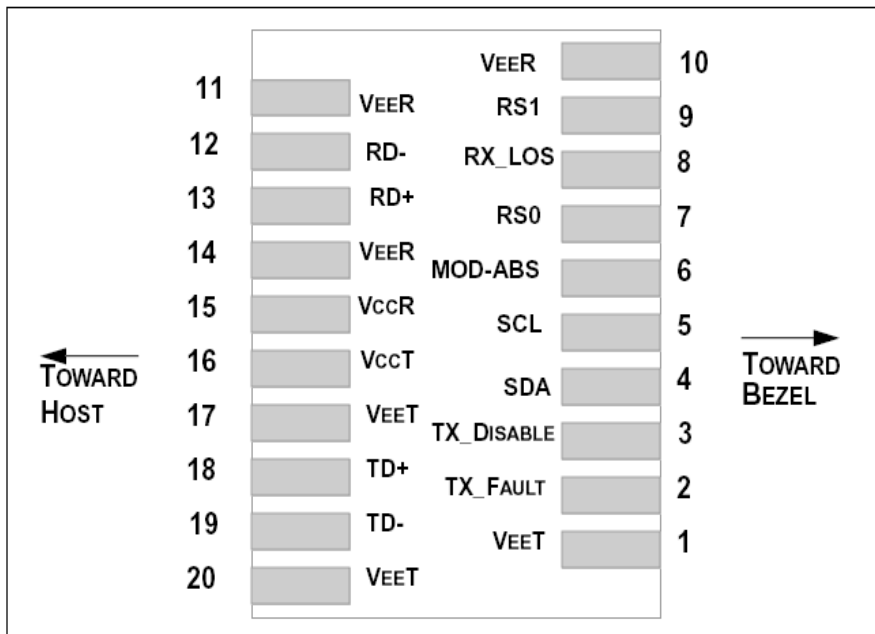 11 VEER
12 RD-
13 RD+
14 VEER
15 VCCR
16 VCCT
17 VEET
18 TD+
19 TD-
20 VEET
VEER 10
RS1 9
RX_LOS 8
RS0 7
MOD-ABS 6
SCL 5
SDA 4
TX_DISABLE 3
TX_FAULT 2
VEET 1
TOWARD
HOST
TOWARD
BEZEL